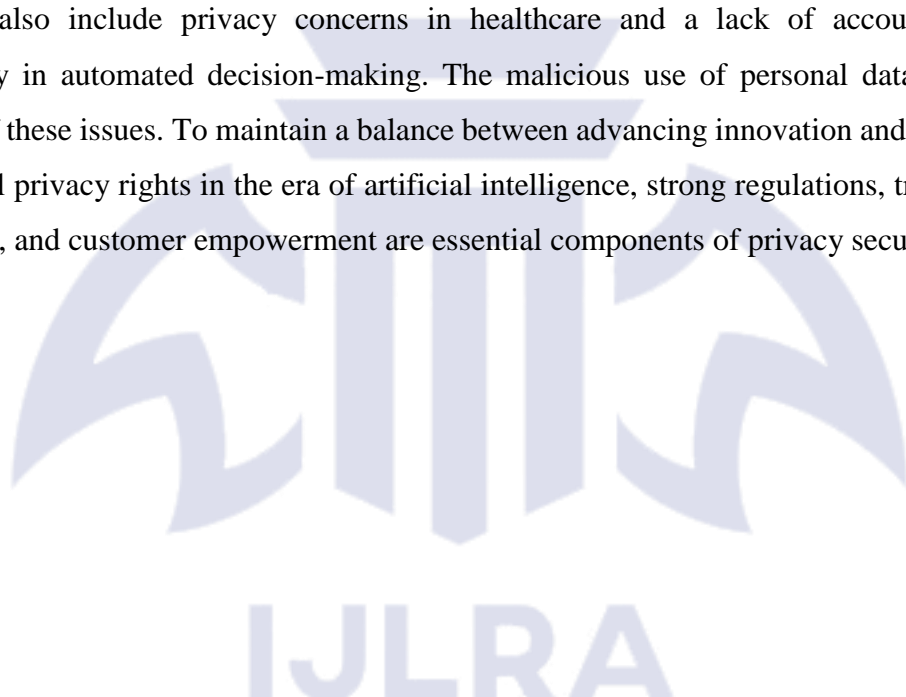 also include privacy concerns in healthcare and a lack of accou
y in automated decision-making. The malicious use of personal data
these issues. To maintain a balance between advancing innovation and
l privacy rights in the era of artificial intelligence, strong regulations, tr
, and customer empowerment are essential components of privacy secu
IJLRA